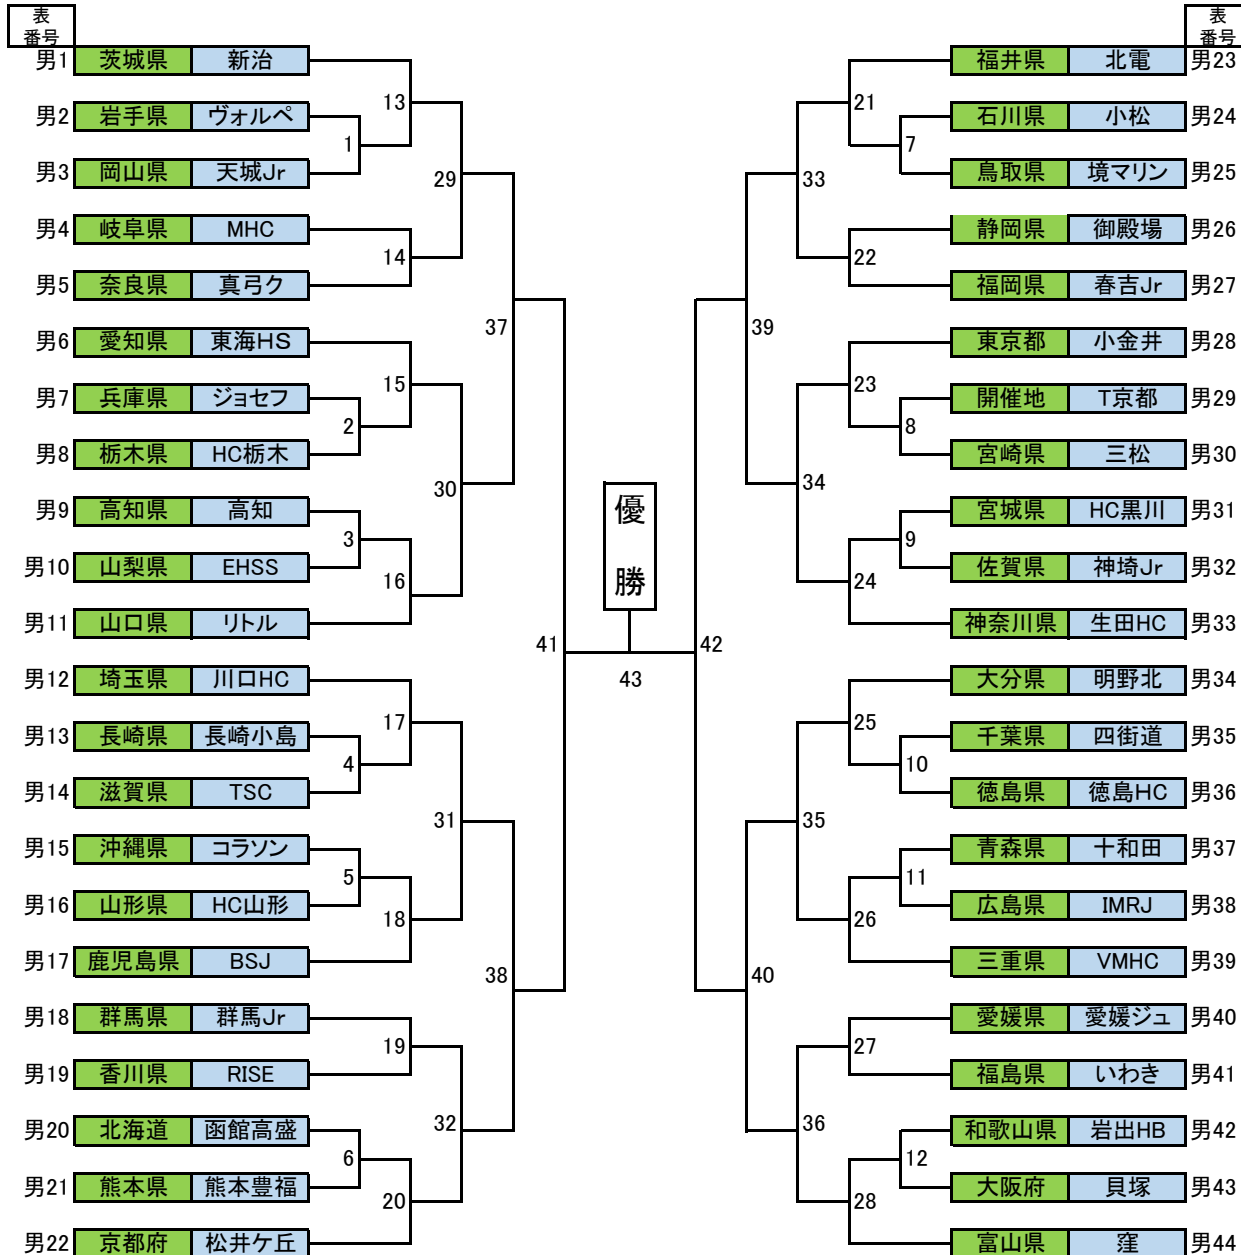 表
番号
男1 茨城県 新治
男2 岩手県 ヴォルペ
男3 岡山県 天城Jr
男4 岐阜県 MHC
男5 奈良県 真弓ク
男6 愛知県 東海HS
男7 兵庫県 ジョセフ
男8 栃木県 HC栃木
男9 高知県 高知
男10 山梨県 EHSS
男11 山口県 リトル
男12 埼玉県 川口HC
男13 長崎県 長崎小島
男14 滋賀県 TSC
男15 沖縄県 コラソン
男16 山形県 HC山形
男17 鹿児島県 BSJ
男18 群馬県 群馬Jr
男19 香川県 RISE
男20 北海道 函館高盛
男21 熊本県 熊本豊福
男22 京都府 松井ケ丘
1
2
3
4
5
6
13
14
15
16
17
18
19
20
29
30
31
32
37
38
41
優
勝
43
42
39
40
33
34
35
36
21
22
23
24
25
26
27
28
7
8
9
10
11
12
表
番号
福井県 北電 男23
石川県 小松 男24
鳥取県 境マリン 男25
静岡県 御殿場 男26
福岡県 春吉Jr 男27
東京都 小金井 男28
開催地 T京都 男29
宮崎県 三松 男30
宮城県 HC黒川 男31
佐賀県 神埼Jr 男32
神奈川県 生田HC 男33
大分県 明野北 男34
千葉県 四街道 男35
徳島県 徳島HC 男36
青森県 十和田 男37
広島県 IMRJ 男38
三重県 VMHC 男39
愛媛県 愛媛ジュ 男40
福島県 いわき 男41
和歌山県 岩出HB 男42
大阪府 貝塚 男43
富山県 窪 男44